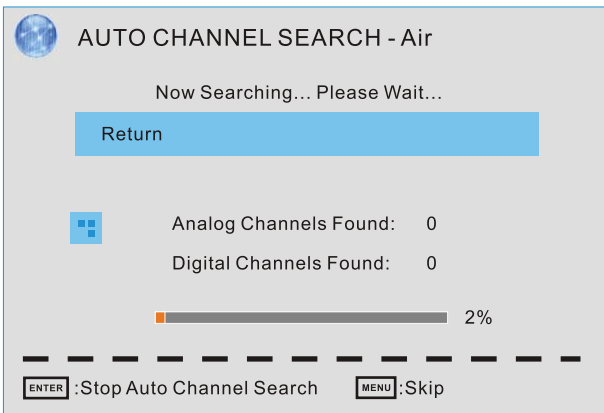 AUTO CHANNEL SEARCH - Air
Now Searching... Please Wait...
Return
Analog Channels Found: 0
Digital Channels Found: 0
2%
ENTER :Stop Auto Channel Search MENU :Skip